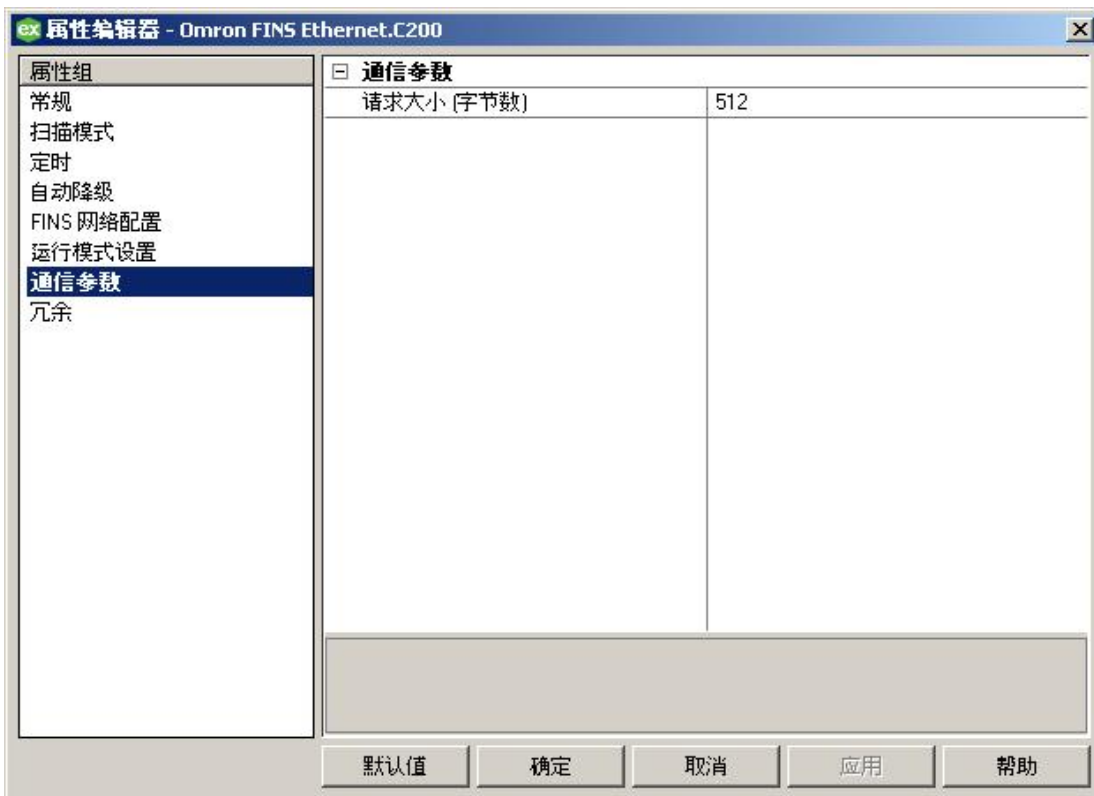 ex 属性编辑器 - Omron FINS Ethernet.C200
属性组
常规
扫描模式
定时
自动降级
FINS 网络配置
运行模式设置
通信参数
冗余
通信参数
请求大小 (字节数) 512
默认值 确定 取消 应用 帮助